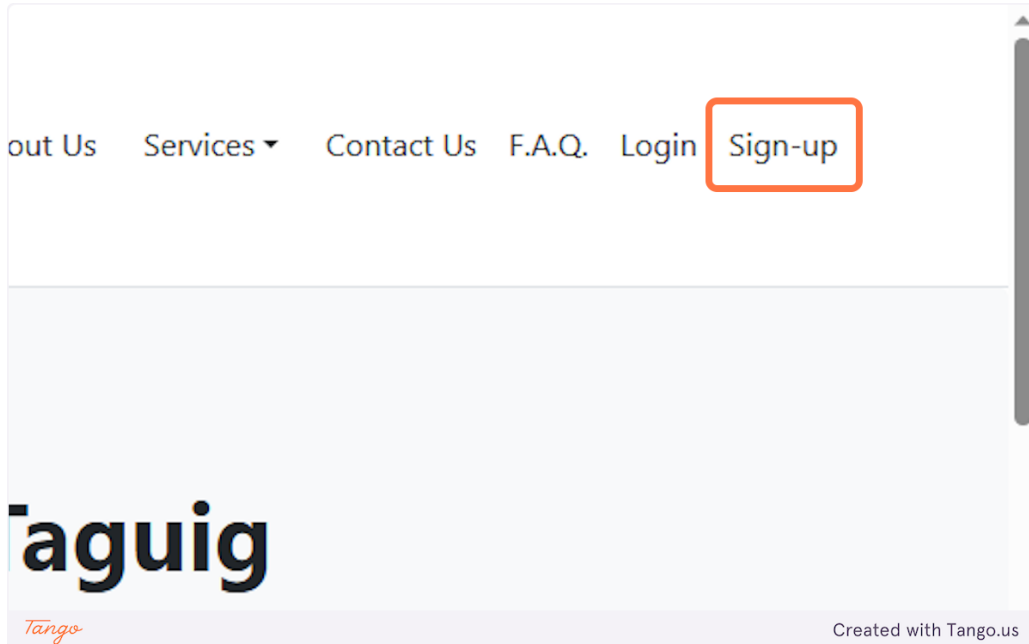 out Us Services Contact Us F.A.Q. Login Sign-up
Taguig
Tango Created with Tango.us